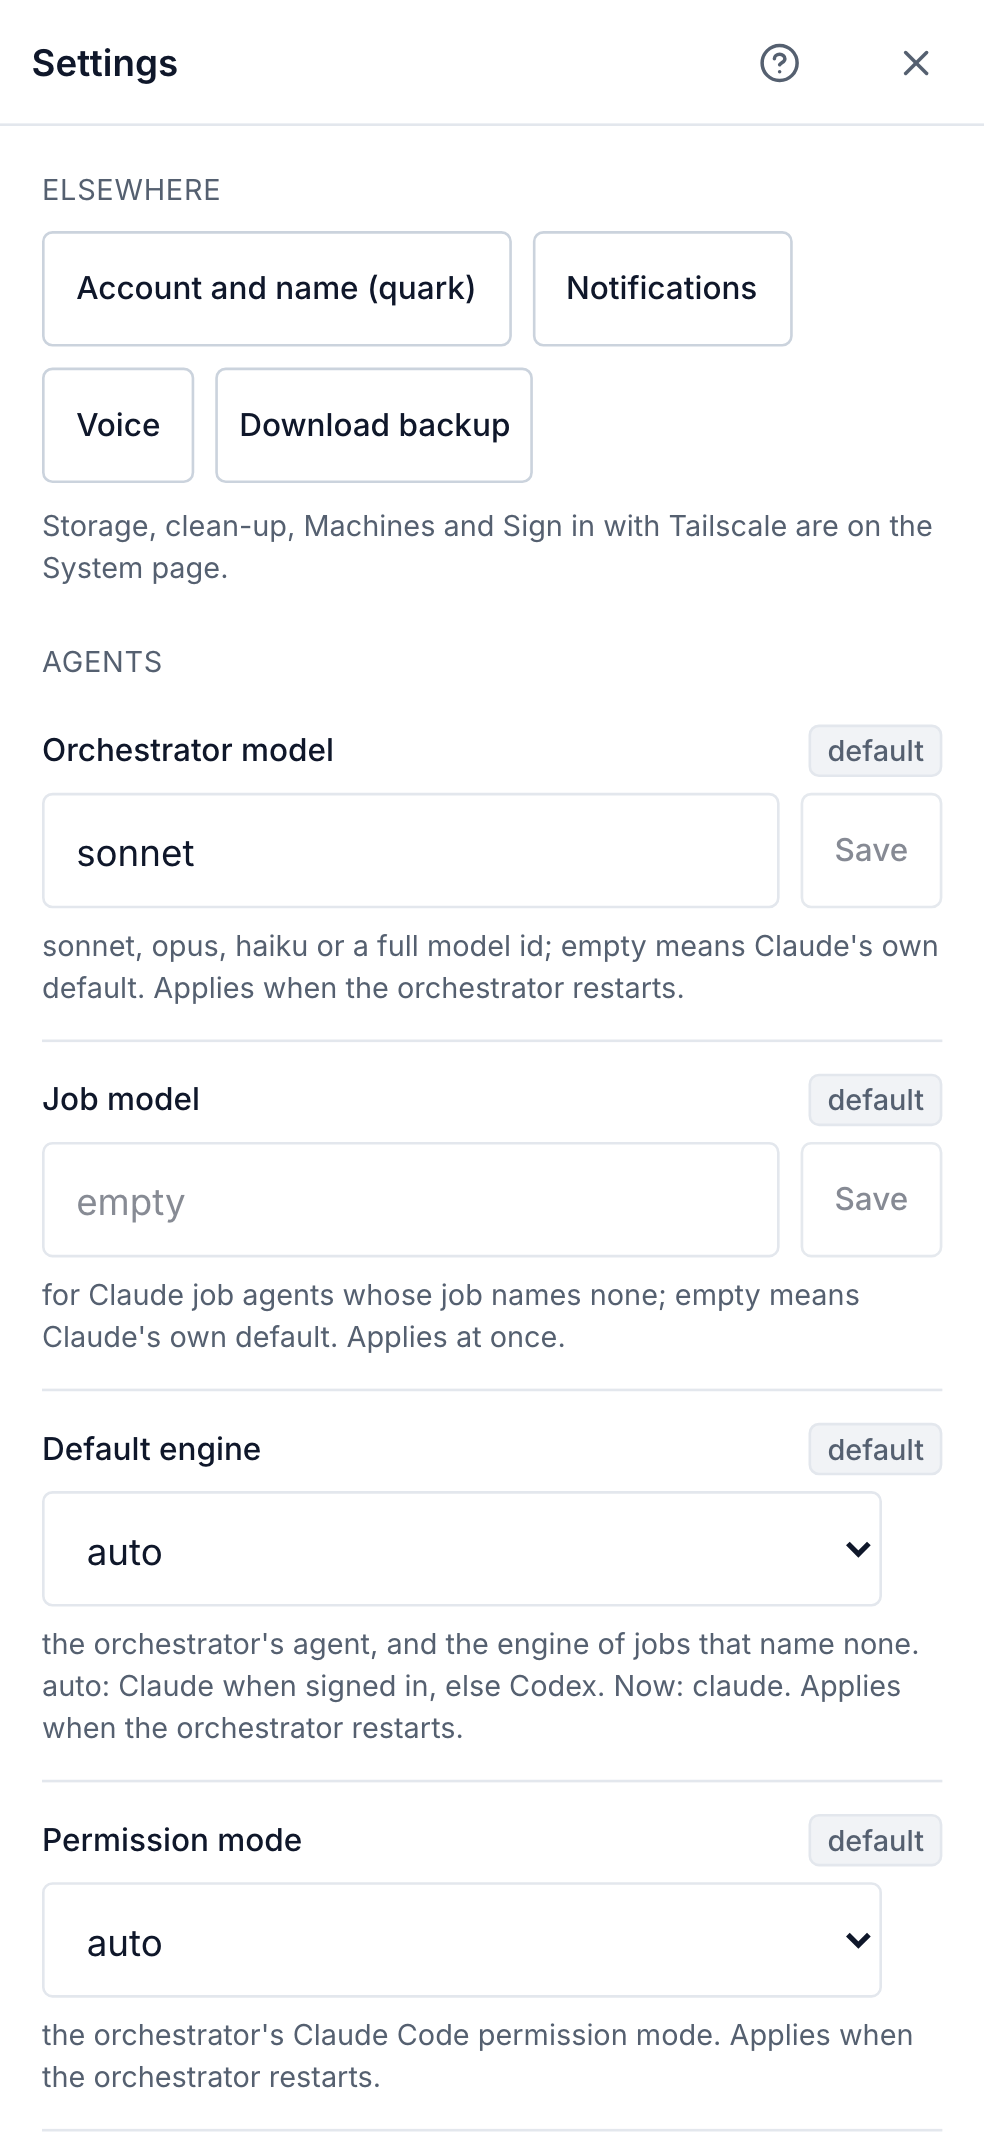 Settings
ELSEWHERE
Account and name (quark)
Notifications
Voice
Download backup
Storage, clean-up, Machines and Sign in with Tailscale are on the
System page.
AGENTS
Orchestrator model
default
sonnet
Save
sonnet, opus, haiku or a full model id; empty means Claude's own
default. Applies when the orchestrator restarts.
Job model
default
empty
Save
for Claude job agents whose job names none; empty means
Claude's own default. Applies at once.
Default engine
default
auto
the orchestrator's agent, and the engine of jobs that name none.
auto: Claude when signed in, else Codex. Now: claude. Applies
when the orchestrator restarts.
Permission mode
default
auto
the orchestrator's Claude Code permission mode. Applies when
the orchestrator restarts.